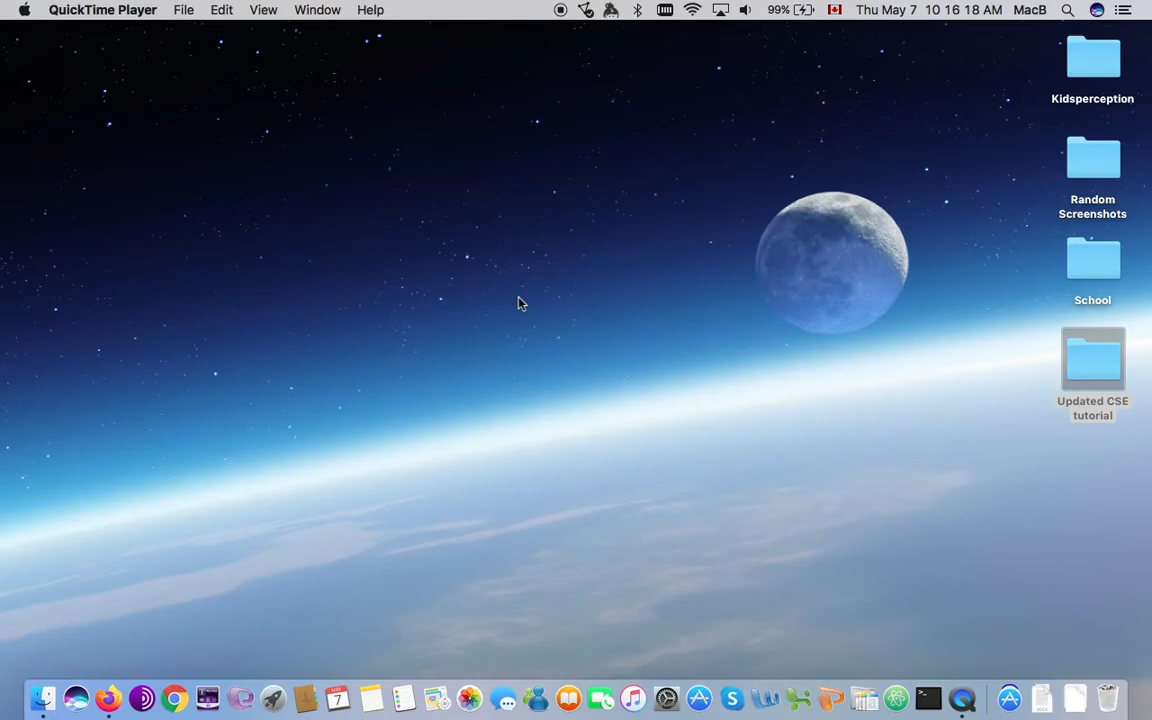 QuickTime Player File Edit View Window Help 99% Thu May 7 10 16 18 AM MacB
Kidsperception
Random
Screenshots
School
Updated CSE
tutorial
7